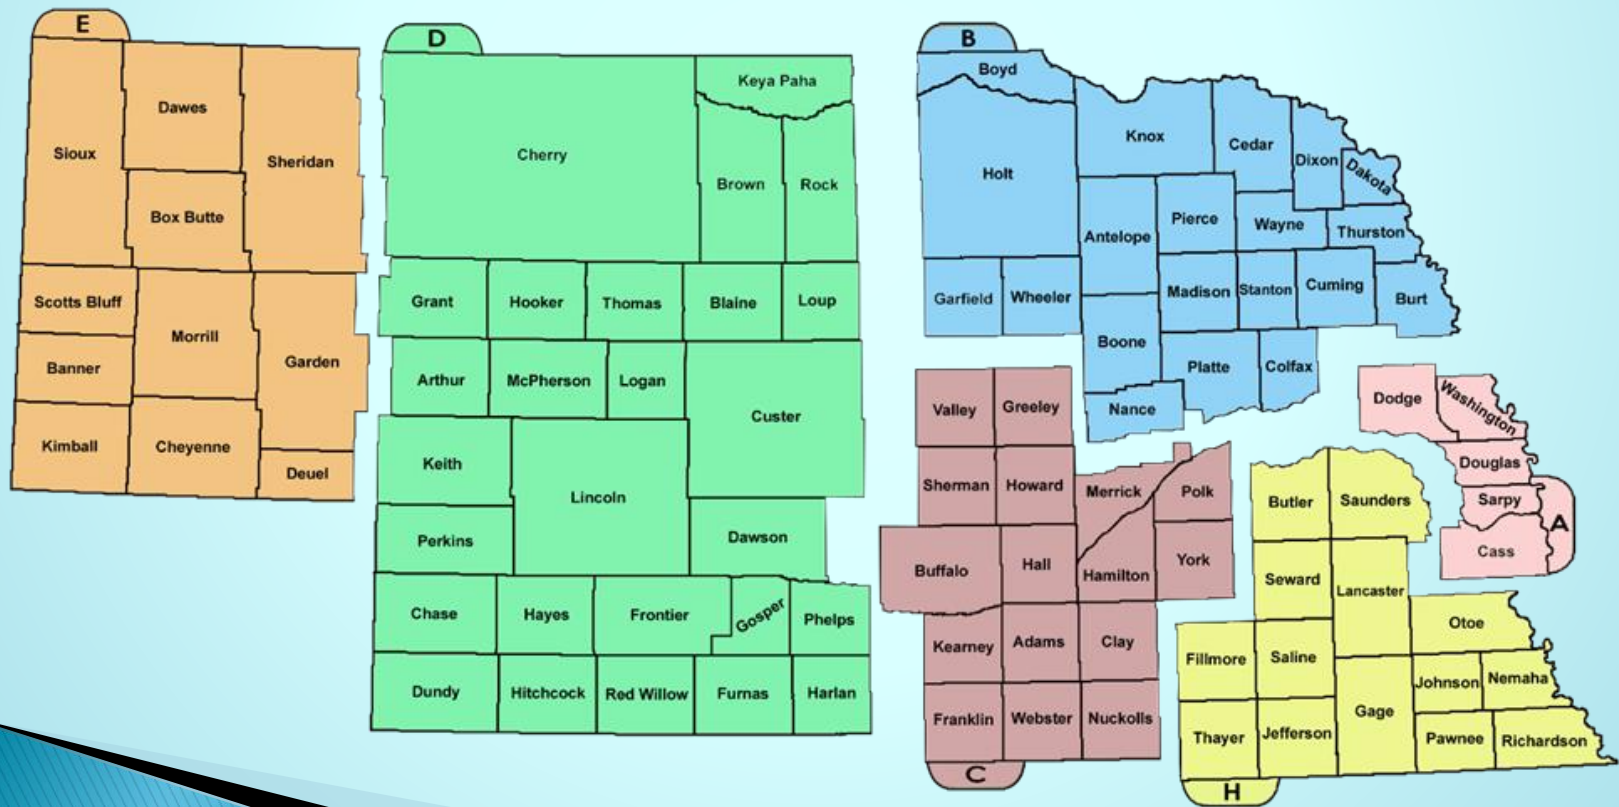 E
Sioux
Dawes
Sheridan
Box Butte
Scotts Bluff
Morrill
Banner
Garden
Kimball
Cheyenne
Deuel
D
Keya Paha
Cherry
Brown
Rock
Grant
Hooker
Thomas
Blaine
Loup
Arthur
McPherson
Logan
Custer
Keith
Lincoln
Perkins
Dawson
Chase
Hayes
Frontier
Gosper
Phelps
Dundy
Hitchcock
Red Willow
Furnas
Harlan
B
Boyd
Knox
Cedar
Dixon
Dakota
Holt
Antelope
Pierce
Wayne
Thurston
Garfield
Wheeler
Madison
Stanton
Cuming
Burt
Boone
Platte
Colfax
Nance
Valley
Greeley
Sherman
Howard
Merrick
Polk
Buffalo
Hall
Hamilton
York
Kearney
Adams
Clay
Franklin
Webster
Nuckolls
C
Dodge
Washington
Douglas
Sarpy
A
Cass
Butler
Saunders
Seward
Lancaster
Otoe
Fillmore
Saline
Johnson
Nemaha
Gage
Thayer
Jefferson
Pawnee
Richardson
H